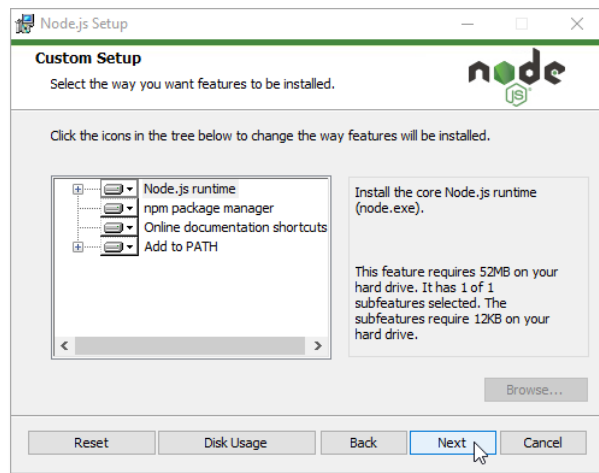 Node.js Setup
Custom Setup
Select the way you want features to be installed.
node
JS
Click the icons in the tree below to change the way features will be installed.
Node.js runtime
npm package manager
Online documentation shortcuts
Add to PATH
Install the core Node.js runtime
(node.exe).
This feature requires 52MB on your
hard drive. It has 1 of 1
subfeatures selected. The
subfeatures require 12KB on your
hard drive.
Browse...
Reset
Disk Usage
Back
Next
Cancel